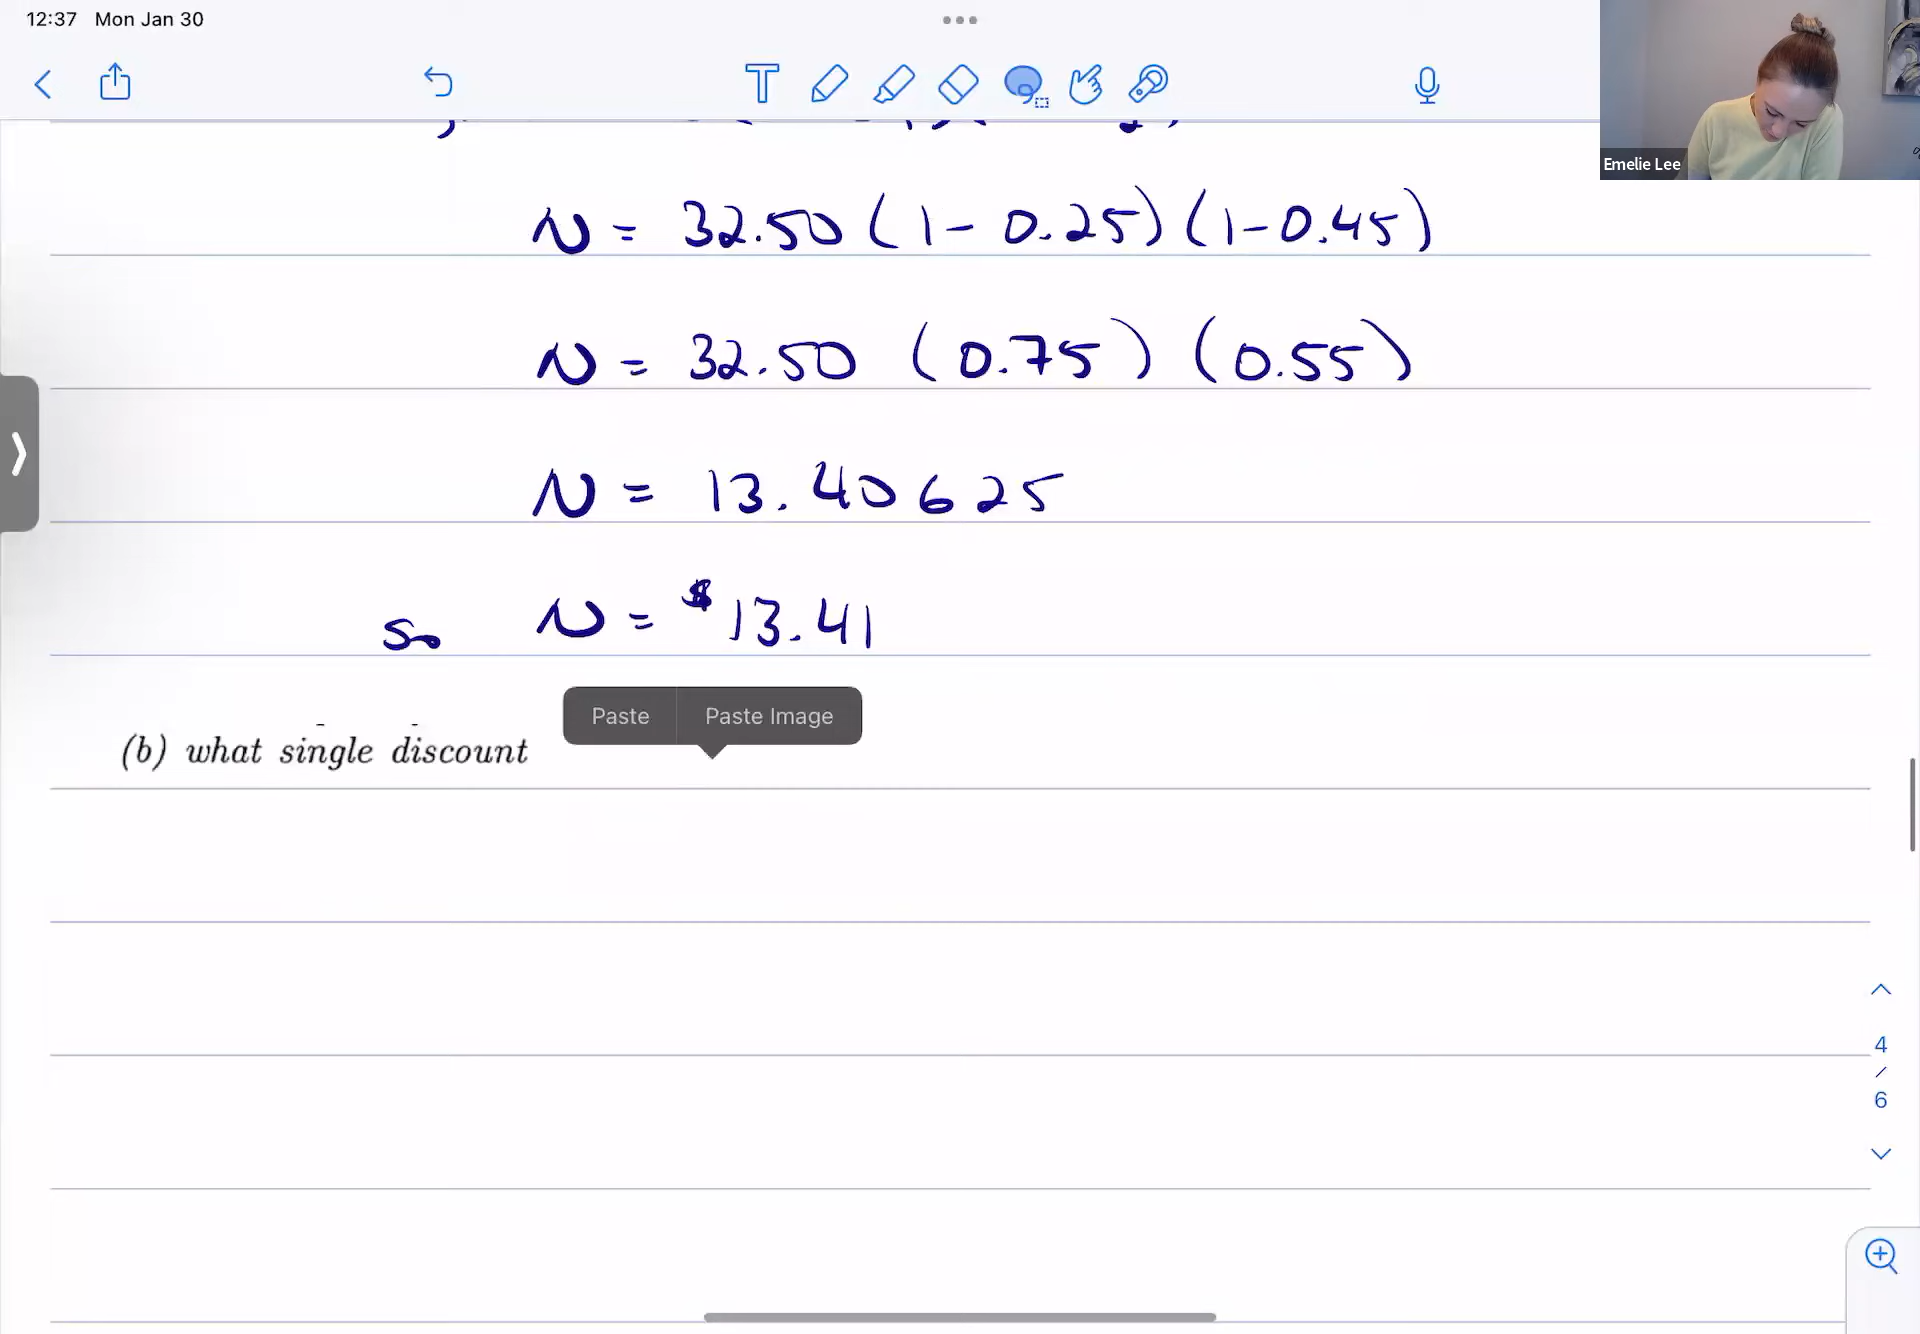 12:37 Mon Jan 30
T
Emelie Lee
N = 32.50 (1 - 0.25) (1 - 0.45)
N = 32.50 (0.75) (0.55)
N = 13.40625
So N = $13.41
Paste Paste Image
(b) what single discount
4
/
6